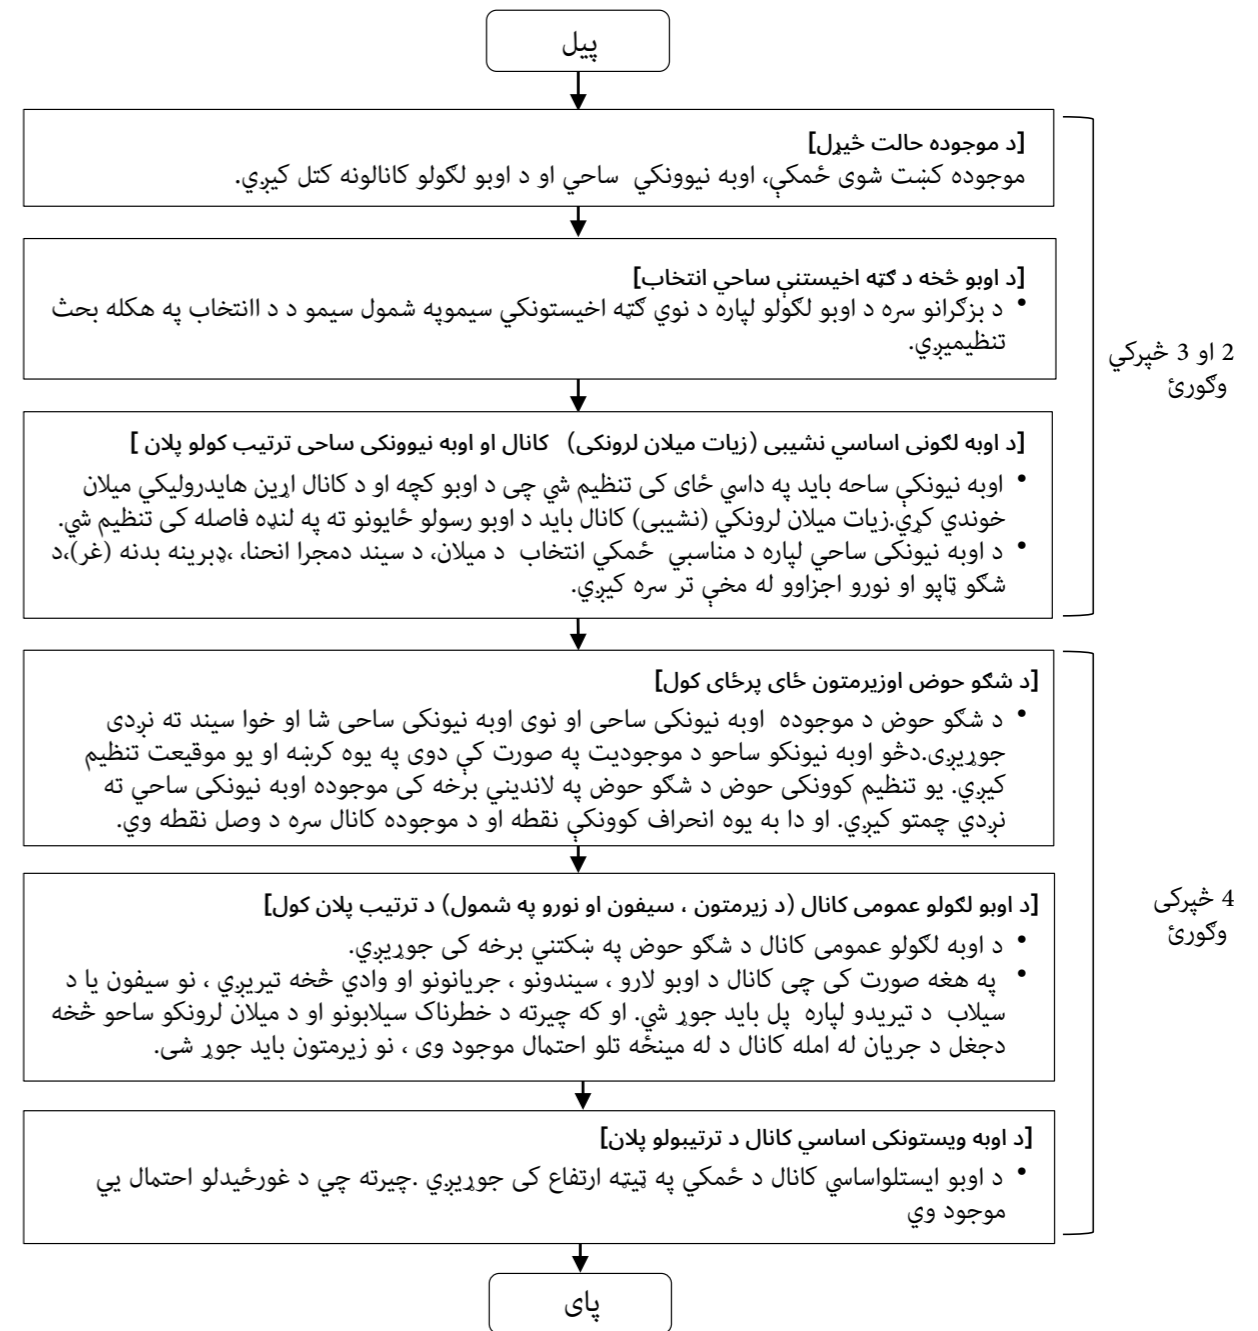 پیل
[د موجوده حالت څیړل]
موجوده کښت شوی ځمکې، اوبه نیوونکي ساحي او د اوبو لګولو کانالونه کتل کیږي.
[د اوبو څخه د ګټه اخیستنې ساحي انتخاب]
• د بزګرانو سره د اوبو لګولو لپاره د نوي ګټه اخیستونکي سیموپه شمول سیمو د د اانتخاب په هکله بحث
تنظیمیږي.
[د اوبه لګونی اساسي نشیبی (زیات میلان لرونکی) کانال او اوبه نیوونکی ساحی ترتیب کولو پلان ]
• اوبه نیونکې ساحه باید په داسي ځای کی تنظیم شي چی د اوبو کچه او د کانال اړین هایدرولیکي میلان
خوندي کړي.زیات میلان لرونکي (نشیبی) کانال باید د اوبو رسولو ځایونو ته په لنډه فاصله کی تنظیم شي.
• د اوبه نیونکی ساحي لپاره د مناسبي ځمکي انتخاب د میلان، د سیند دمجرا انحنا، ،ډبرینه بدنه (غر)،د
شګو ټاپو او نورو اجزاوو له مخې تر سره کیږي.
2 او 3 څپرکي
وګورئ
[د شګو حوض اوزیرمتون ځای پرځای کول]
• د شګو حوض د موجوده اوبه نیونکی ساحی او نوی اوبه نیونکی ساحی شا او خوا سیند ته نږدی
جوړیږی.دڅو اوبه نیونکو ساحو د موجودیت په صورت کې دوی په یوه کرښه او یو موقیعت تنظیم
کیږي. یو تنظیم کوونکی حوض د شګو حوض په لاندیني برخه کی موجوده اوبه نیونکی ساحي ته
نږدي چمتو کیږي. او دا به یوه انحراف کوونکې نقطه او د موجوده کانال سره د وصل نقطه وي.
[د اوبو لګولو عمومی کانال (د زیرمتون ، سیفون او نورو په شمول) د ترتیب پلان کول]
• د اوبه لګولو عمومی کانال د شګو حوض په ښکتني برخه کی جوړیږي.
• په هغه صورت کی چی کانال د اوبو لارو ، سیندونو ، جریانونو او وادي څخه تیریږي ، نو سیفون یا د
سیلاب د تیریدو لپاره پل باید جوړ شي. او که چیرته د خطرناک سیلابونو او د میلان لرونکو ساحو څخه
دجغل د جریان له امله کانال د له مینځه تلو احتمال موجود وی ، نو زیرمتون باید جوړ شی.
[د اوبه ویستونکی اساسي کانال د ترتیبولو پلان]
• د اوبو ایستلواساسي کانال د ځمکي په ټیټه ارتفاع کی جوړیږي .چیرته چي د غورځیدلو احتمال یي
موجود وي
4 څپرکی
وګورئ
پای